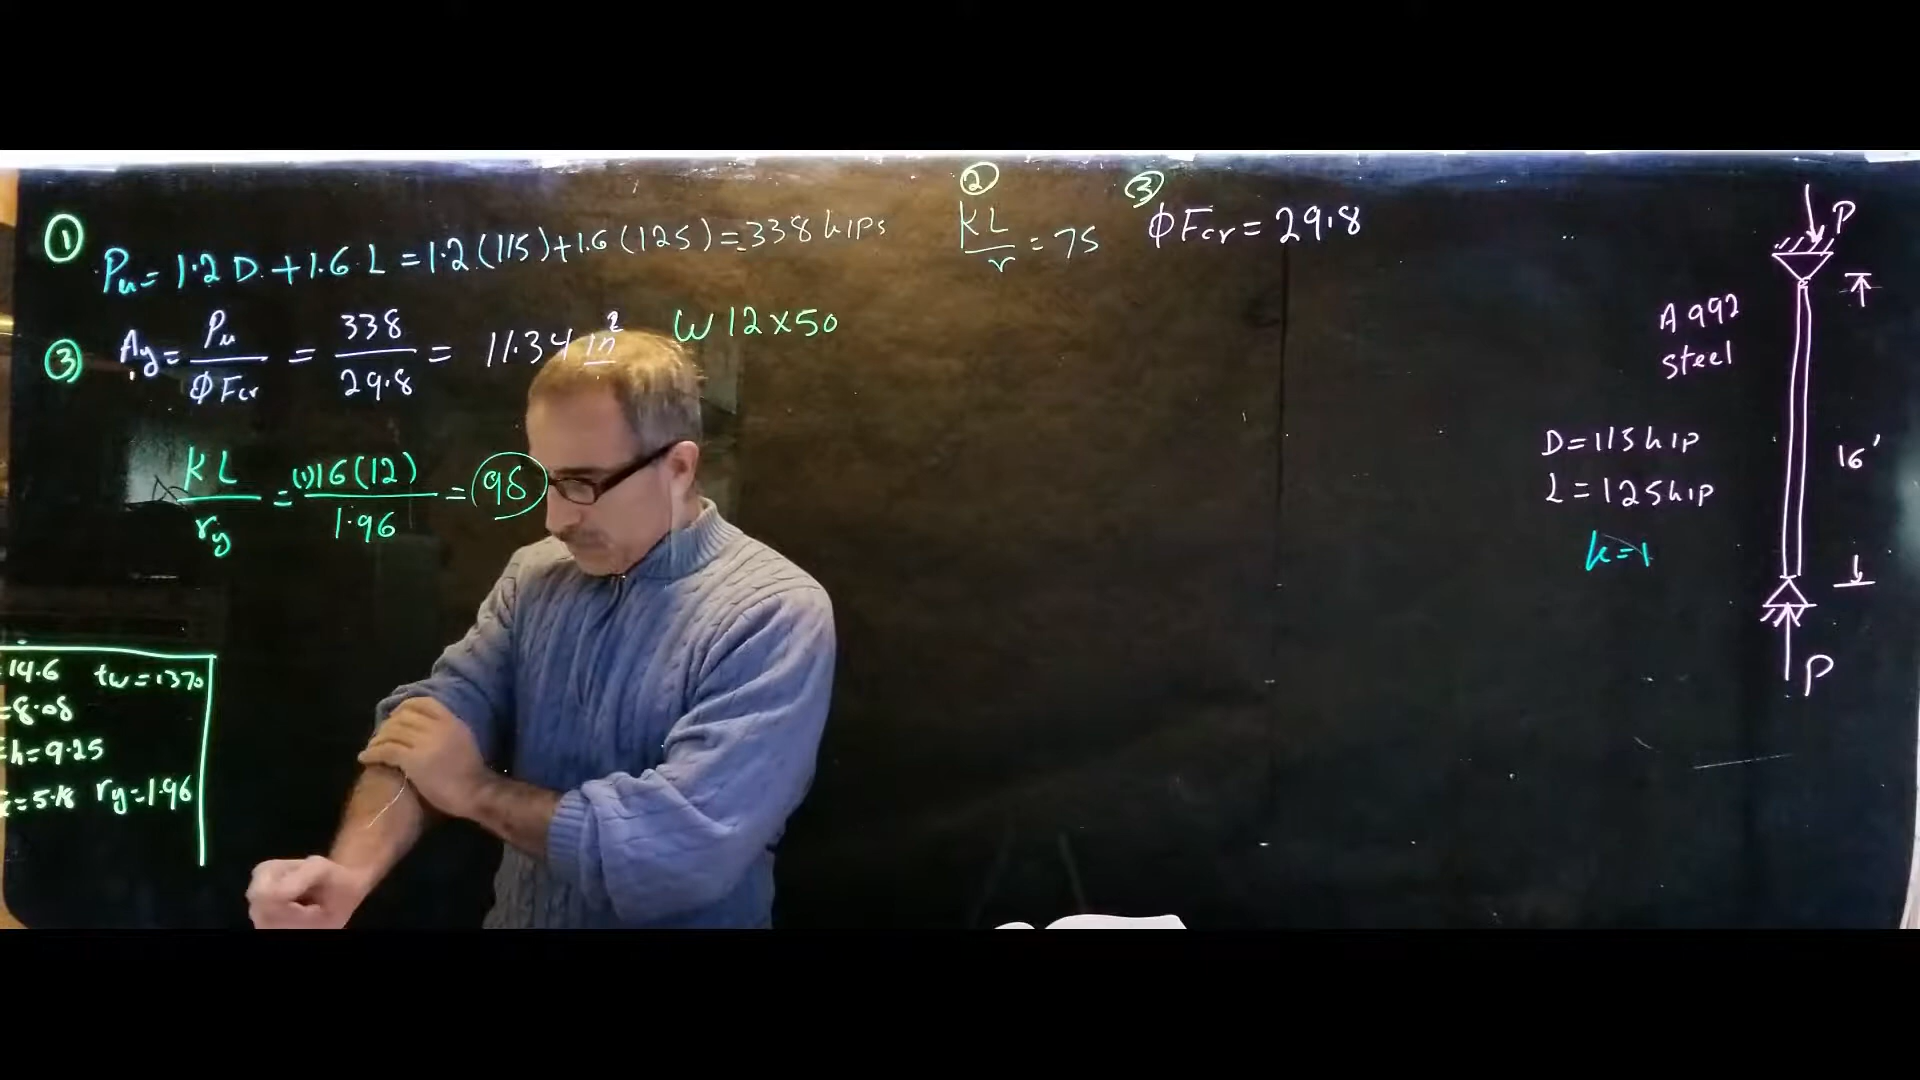 ①
Pu = 1.2 D + 1.6 L = 1.2 (115) + 1.6 (125) = 338 kips
②
KL/r = 75
③
ϕFcr = 29.8
③
Ag = Pu/ϕFcr = 338/29.8 = 11.34 in²
W 12x50
KL/ry = (1)16(12)/1.96 = 98
14.6 tw = .370
= 8.08
h = 9.25
= 5.18 ry = 1.96
P
A992
steel
D = 115 kip
L = 125 kip
k = 1
16'
P